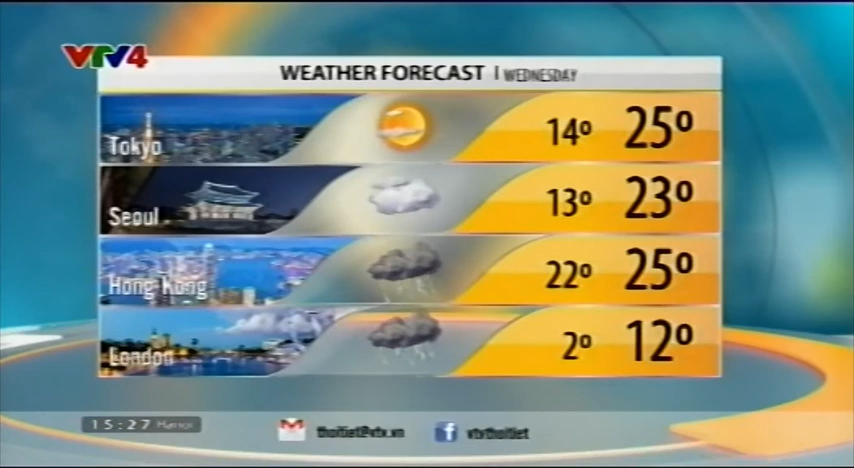 VTV4
WEATHER FORECAST | WEDNESDAY
Tokyo 14º 25º
Seoul 13º 23º
Hong Kong 22º 25º
London 2º 12º
15:27 Hanoi thoitiet@vtv.vn vtvthoitiet